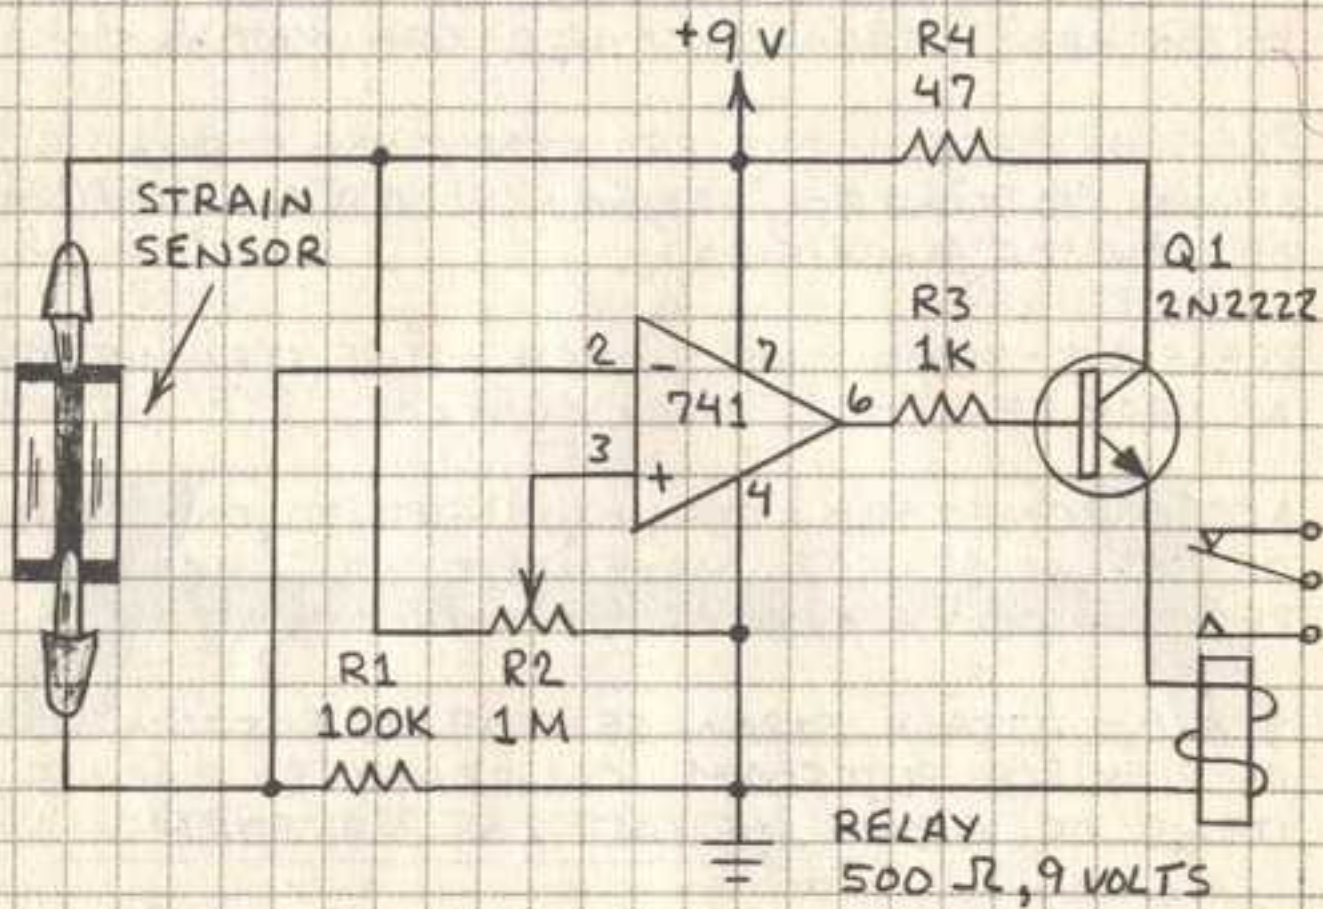 +9 V
R4
47
STRAIN
SENSOR
Q1
2N2222
R3
1K
2
-
7
741
6
3
+
4
R1
100K
R2
1M
RELAY
500 Ω, 9 VOLTS